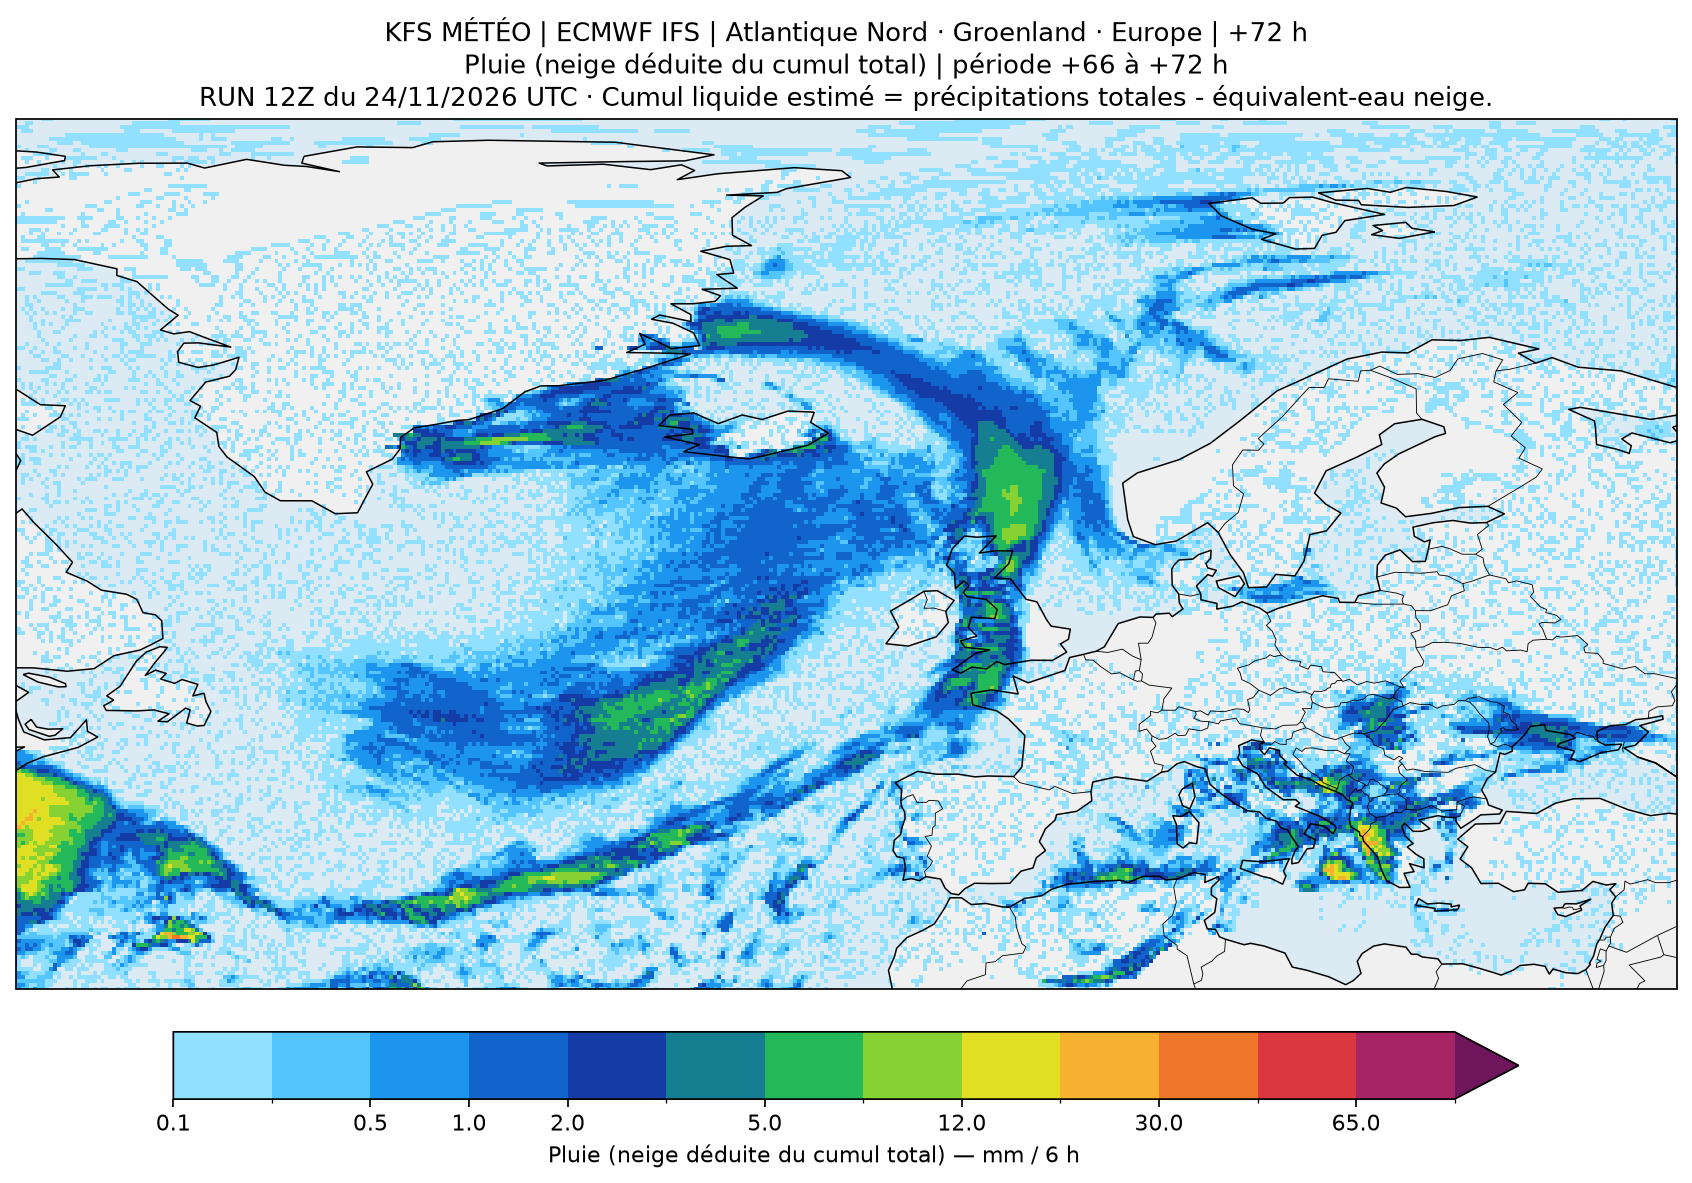 KFS MÉTÉO | ECMWF IFS | Atlantique Nord · Groenland · Europe | +72 h
Pluie (neige déduite du cumul total) | période +66 à +72 h
RUN 12Z du 24/11/2026 UTC · Cumul liquide estimé = précipitations totales - équivalent-eau neige.
0.1 0.5 1.0 2.0 5.0 12.0 30.0 65.0
Pluie (neige déduite du cumul total) — mm / 6 h